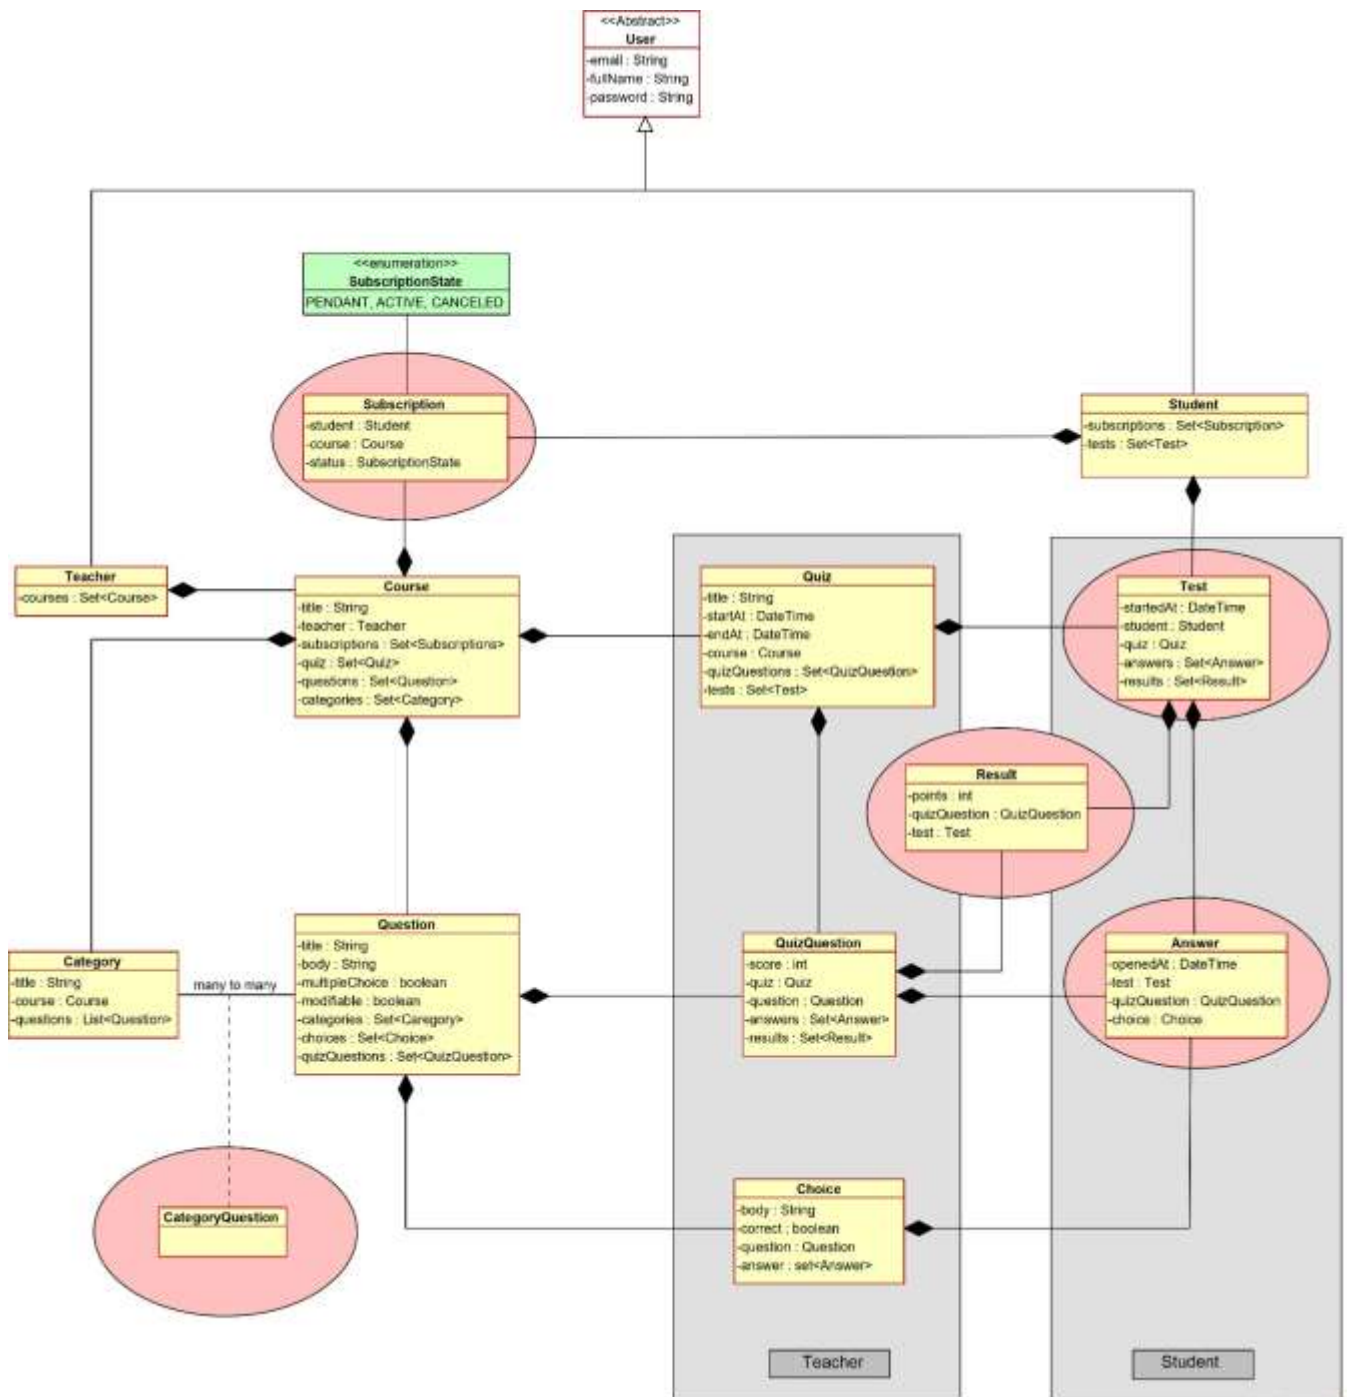 <<Abstract>>
User
-email : String
-fullName : String
-password : String
<<enumeration>>
SubscriptionState
PENDANT, ACTIVE, CANCELED
Subscription
-student : Student
-course : Course
-status : SubscriptionState
Student
-subscriptions : Set<Subscription>
-tests : Set<Test>
Teacher
-courses : Set<Course>
Course
-title : String
-teacher : Teacher
-subscriptions : Set<Subscriptions>
-quiz : Set<Quiz>
-questions : Set<Question>
-categories : Set<Category>
Quiz
-title : String
-startAt : DateTime
-endAt : DateTime
-course : Course
-quizQuestions : Set<QuizQuestion>
-tests : Set<Test>
Test
-startedAt : DateTime
-student : Student
-quiz : Quiz
-answers : Set<Answer>
-results : Set<Result>
Result
-points : int
-quizQuestion : QuizQuestion
-test : Test
Category
-title : String
-course : Course
-questions : List<Question>
many to many
Question
-title : String
-body : String
-multipleChoice : boolean
-modifiable : boolean
-categories : Set<Caregory>
-choices : Set<Choice>
-quizQuestions : Set<QuizQuestion>
QuizQuestion
-score : int
-quiz : Quiz
-question : Question
-answers : Set<Answer>
-results : Set<Result>
Answer
-openedAt : DateTime
-test : Test
-quizQuestion : QuizQuestion
-choice : Choice
CategoryQuestion
Choice
-body : String
-correct : boolean
-question : Question
-answer : set<Answer>
Teacher
Student